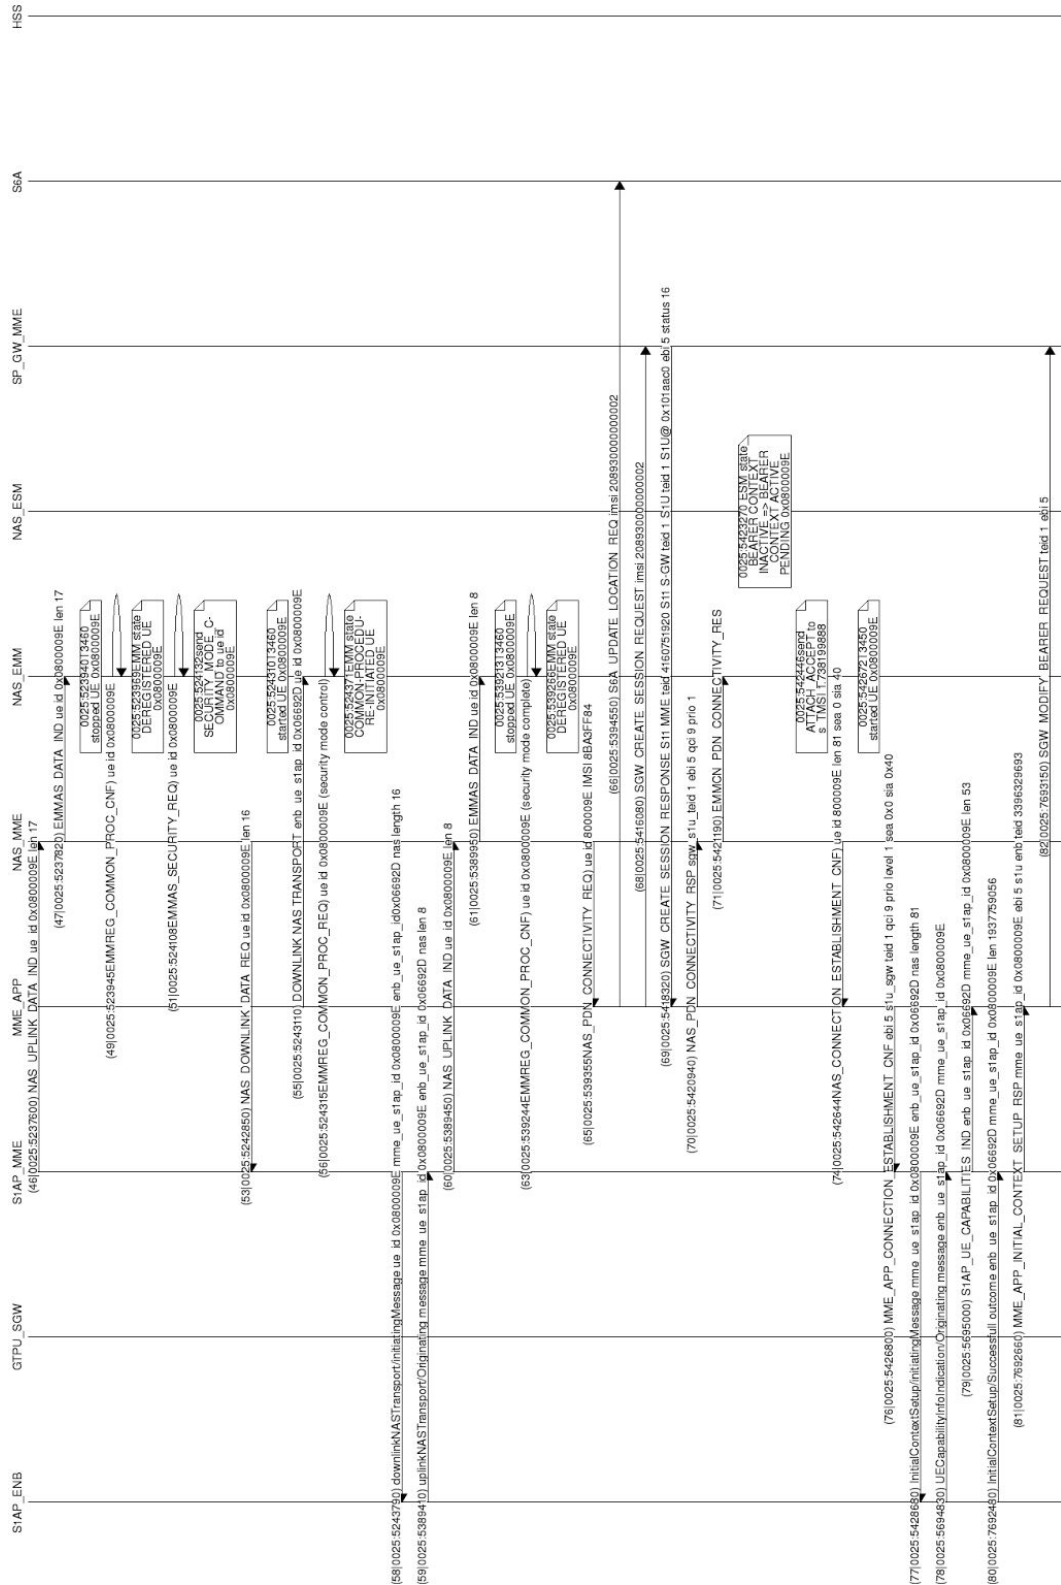 S1AP_ENB
GTPU_SGW
S1AP_MME
MME_APP
NAS_MME
NAS_EMM
NAS_ESM
SP_GW_MME
S6A
HSS
(46|0025:5237600) NAS_UPLINK_DATA_IND ue id 0x0800009E len 17
(47|0025:5237820) EMMAS_DATA_IND ue id 0x0800009E len 17
0025:523940T3460
stopped UE 0x0800009E
(49|0025:523945EMMREG_COMMON_PROC_CNF) ue id 0x0800009E
0025:523969EMM state
DEREGISTERED UE
0x0800009E
(51|0025:524108EMMAS_SECURITY_REQ) ue id 0x0800009E
0025:524132send
SECURITY_MODE_C-
OMMAND to ue id
0x0800009E
(53|0025:5242850) NAS_DOWNLINK_DATA_REQ ue id 0x0800009E len 16
0025:524310T3460
started UE 0x0800009E
(55|0025:5243110) DOWNLINK NAS TRANSPORT enb_ue_s1ap_id 0x06692D ue id 0x0800009E
(56|0025:524315EMMREG_COMMON_PROC_REQ) ue id 0x0800009E (security mode control)
0025:524371EMM state
COMMON-PROCEDU-
RE-INITIATED UE
0x0800009E
(58|0025:5243790) downlinkNASTransport/initiatingMessage ue_id 0x0800009E mme_ue_s1ap_id 0x0800009E enb_ue_s1ap_id0x06692D nas length 16
(59|0025:5389410) uplinkNASTransport/Originating message mme_ue_s1ap_id 0x0800009E enb_ue_s1ap_id 0x06692D nas len 8
(60|0025:5389450) NAS_UPLINK_DATA_IND ue id 0x0800009E len 8
(61|0025:5389950) EMMAS_DATA_IND ue id 0x0800009E len 8
0025:539213T3460
stopped UE 0x0800009E
(63|0025:539244EMMREG_COMMON_PROC_CNF) ue id 0x0800009E (security mode complete)
0025:539266EMM state
DEREGISTERED UE
0x0800009E
(65|0025:539355NAS_PDN_CONNECTIVITY_REQ) ue id 800009E IMSI 8BA3FF84
(66|0025:5394550) S6A_UPDATE_LOCATION_REQ imsi 208930000000002
(68|0025:5416080) SGW_CREATE_SESSION_REQUEST imsi 208930000000002
(69|0025:5418320) SGW_CREATE_SESSION_RESPONSE S11 MME teid 4160751920 S11 S-GW teid 1 S1U teid 1 S1U@ 0x101aac0 ebi 5 status 16
(70|0025:5420940) NAS_PDN_CONNECTIVITY_RSP sgw_s1u_teid 1 ebi 5 qci 9 prio 1
(71|0025:5421190) EMMCN_PDN_CONNECTIVITY_RES
0025:5423270 ESM state
BEARER CONTEXT
INACTIVE => BEARER
CONTEXT ACTIVE
PENDING 0x0800009E
0025:542446send
ATTACH_ACCEPT to
s_TMSI 1.738199888
(74|0025:542644NAS_CONNECTION_ESTABLISHMENT_CNF) ue id 800009E len 81 sea 0 sia 40
0025:542672T3450
started UE 0x0800009E
(76|0025:5426800) MME_APP_CONNECTION_ESTABLISHMENT_CNF ebi 5 s1u_sgw teid 1 qci 9 prio level 1 sea 0x0 sia 0x40
(77|0025:5428680) InitialContextSetup/initiatingMessage mme_ue_s1ap_id 0x0800009E enb_ue_s1ap_id 0x06692D nas length 81
(78|0025:5694830) UECapabilityInfoIndication/Originating message enb_ue_s1ap_id 0x06692D mme_ue_s1ap_id 0x0800009E
(79|0025:5695000) S1AP_UE_CAPABILITIES_IND enb_ue_s1ap_id 0x06692D mme_ue_s1ap_id 0x0800009E len 53
(80|0025:7692480) InitialContextSetup/Successfull outcome enb_ue_s1ap_id 0x06692D mme_ue_s1ap_id 0x0800009E len 1937759056
(81|0025:7692660) MME_APP_INITIAL_CONTEXT_SETUP_RSP mme_ue_s1ap_id 0x0800009E ebi 5 s1u enb teid 3396329693
(82|0025:7693150) SGW_MODIFY_BEARER_REQUEST teid 1 ebi 5